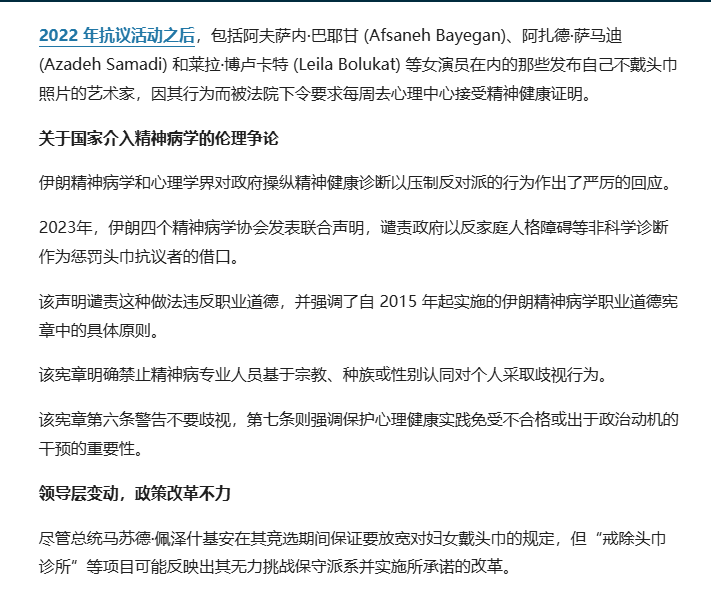 2022 年抗议活动之后，包括阿夫萨内·巴耶甘 (Afsaneh Bayegan)、阿扎德·萨马迪
(Azadeh Samadi) 和莱拉·博卢卡特 (Leila Bolukat) 等女演员在内的那些发布自己不戴头巾
照片的艺术家，因其行为而被法院下令要求每周去心理中心接受精神健康证明。
关于国家介入精神病学的伦理争论
伊朗精神病学和心理学界对政府操纵精神健康诊断以压制反对派的行为作出了严厉的回应。
2023年，伊朗四个精神病学协会发表联合声明，谴责政府以反家庭人格障碍等非科学诊断
作为惩罚头巾抗议者的借口。
该声明谴责这种做法违反职业道德，并强调了自 2015 年起实施的伊朗精神病学职业道德宪
章中的具体原则。
该宪章明确禁止精神病专业人员基于宗教、种族或性别认同对个人采取歧视行为。
该宪章第六条警告不要歧视，第七条则强调保护心理健康实践免受不合格或出于政治动机的
干预的重要性。
领导层变动，政策改革不力
尽管总统马苏德·佩泽什基安在其竞选期间保证要放宽对妇女戴头巾的规定，但“戒除头巾
诊所”等项目可能反映出其无力挑战保守派系并实施所承诺的改革。